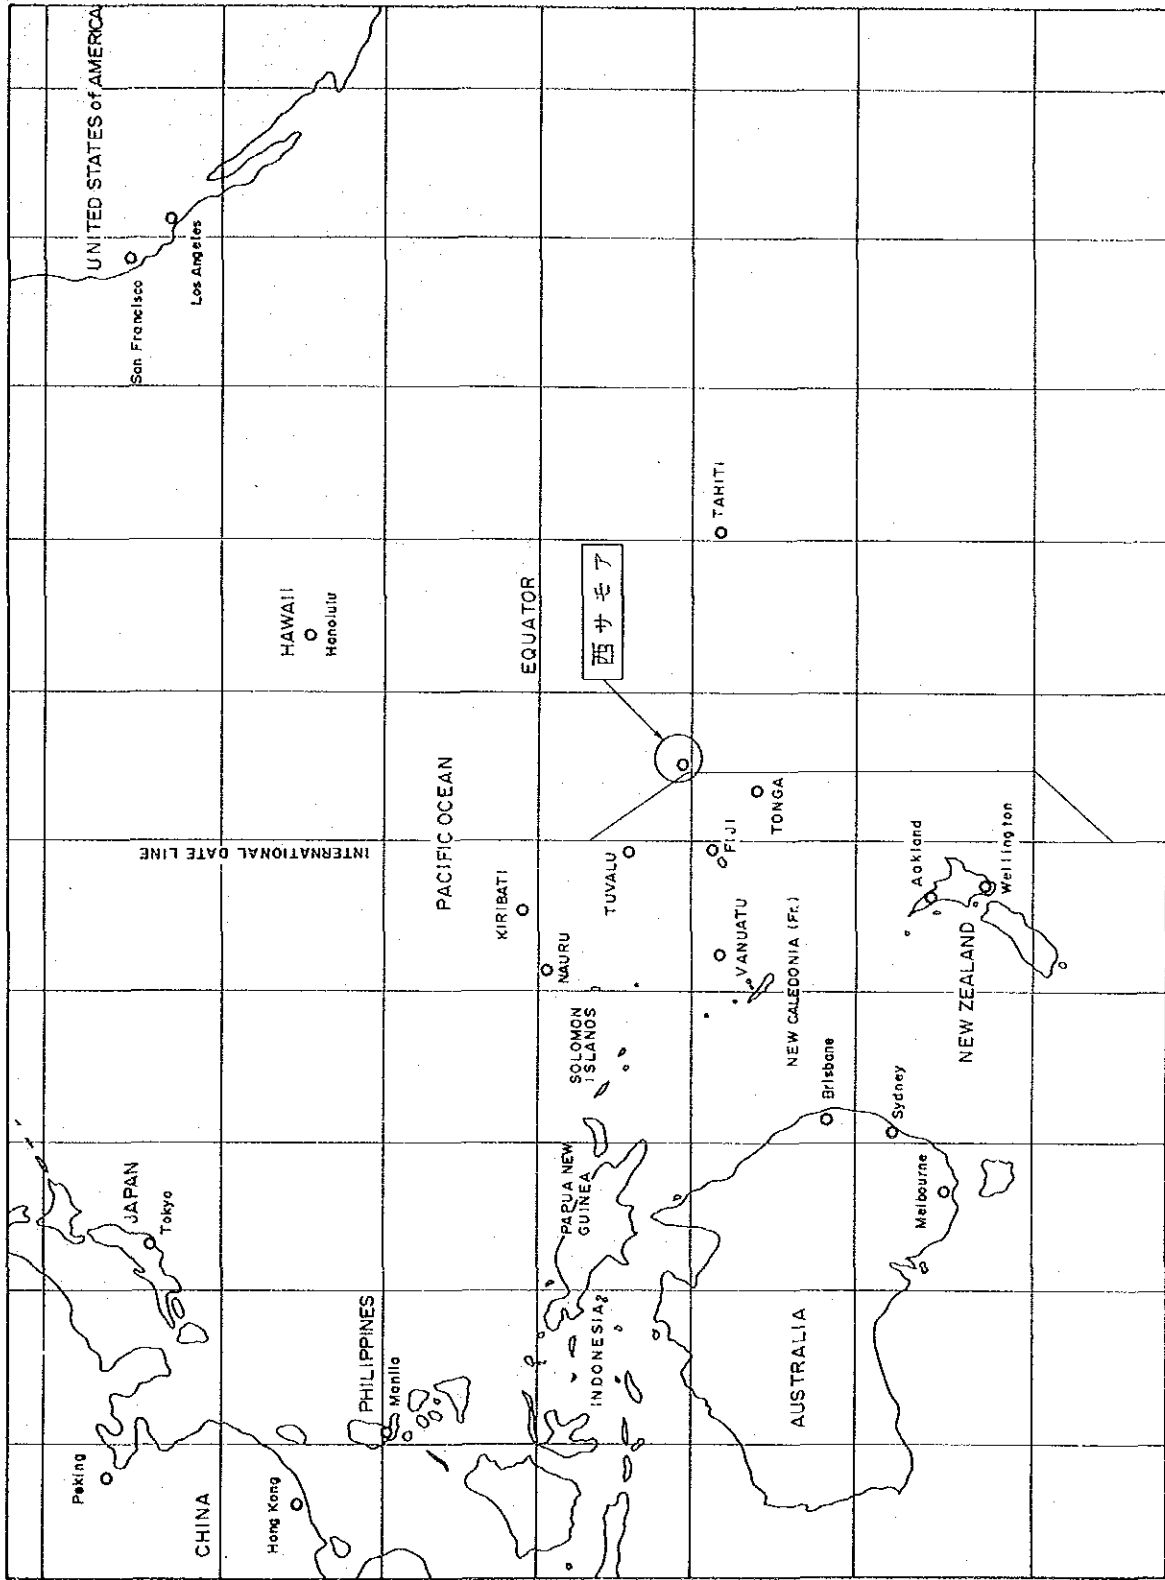 UNITED STATES of AMERICA
San Francisco
Los Angeles
HAWAII
Honolulu
INTERNATIONAL DATE LINE
PACIFIC OCEAN
EQUATOR
西サモア
TAHITI
KIRIBATI
NAURU
TUVALU
FIJI
TONGA
VANUATU
NEW CALEDONIA (Fr.)
SOLOMON
ISLANOS
PAPUA NEW
GUINEA
INDONESIA
PHILIPPINES
Manila
JAPAN
Tokyo
Peking
CHINA
Hong Kong
AUSTRALIA
Brisbane
Sydney
Melbourne
NEW ZEALAND
Aokland
Wellington